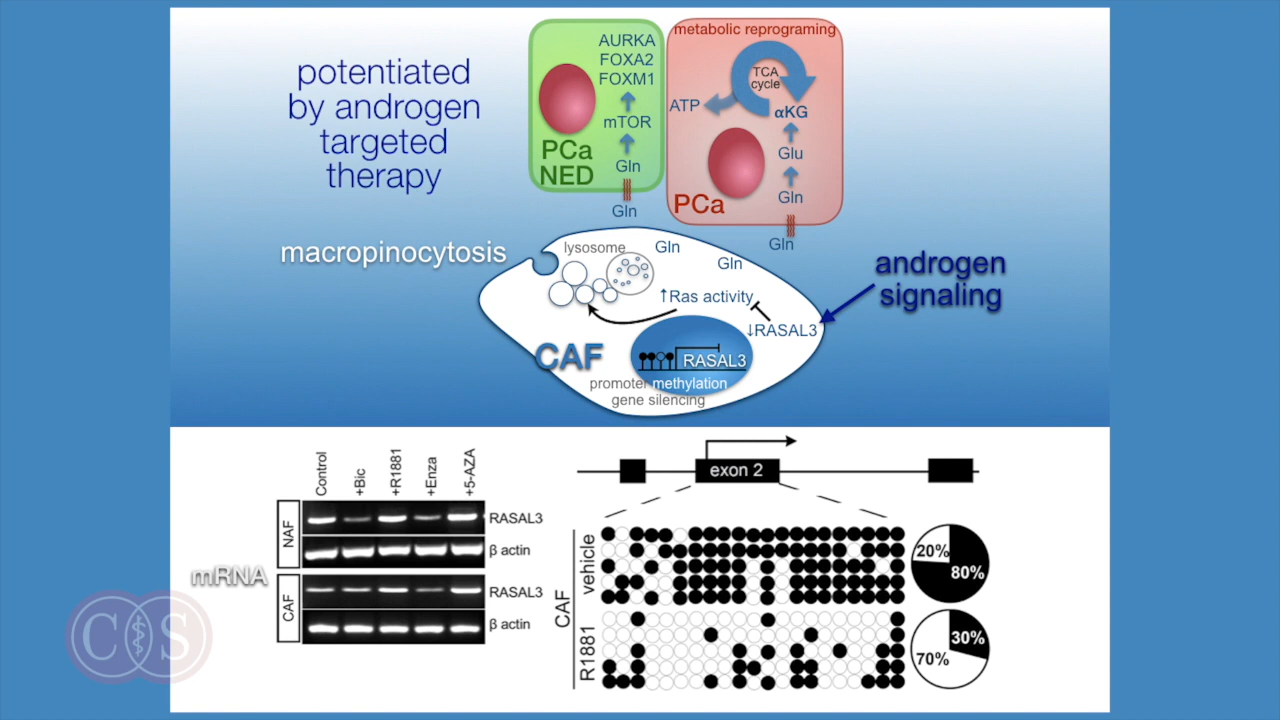 potentiated
by androgen
targeted
therapy
AURKA
FOXA2
FOXM1
mTOR
Gln
PCa
NED
Gln
metabolic reprograming
TCA
cycle
ATP
αKG
Glu
Gln
PCa
Gln
macropinocytosis
lysosome
Gln
Gln
↑Ras activity
↓RASAL3
androgen
signaling
CAF
RASAL3
promoter methylation
gene silencing
Control
+Bic
+R1881
+Enza
+5-AZA
mRNA
NAF
RASAL3
β actin
CAF
RASAL3
β actin
exon 2
CAF
vehicle
20%
80%
R1881
30%
70%
C S